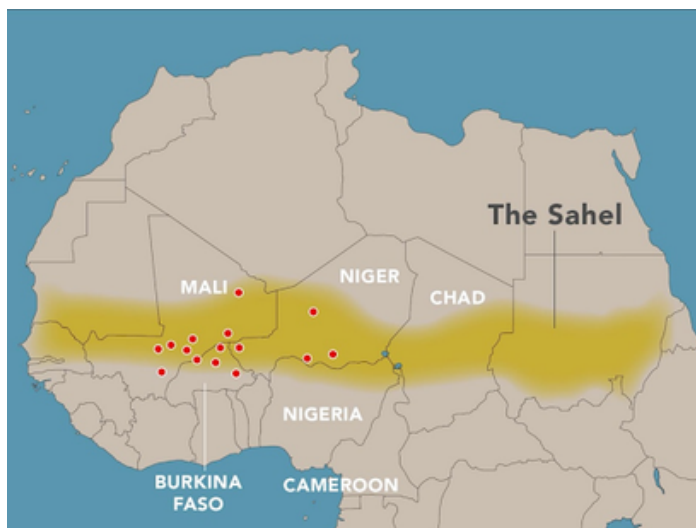 The Sahel
NIGER
MALI
CHAD
NIGERIA
BURKINA
FASO
CAMEROON